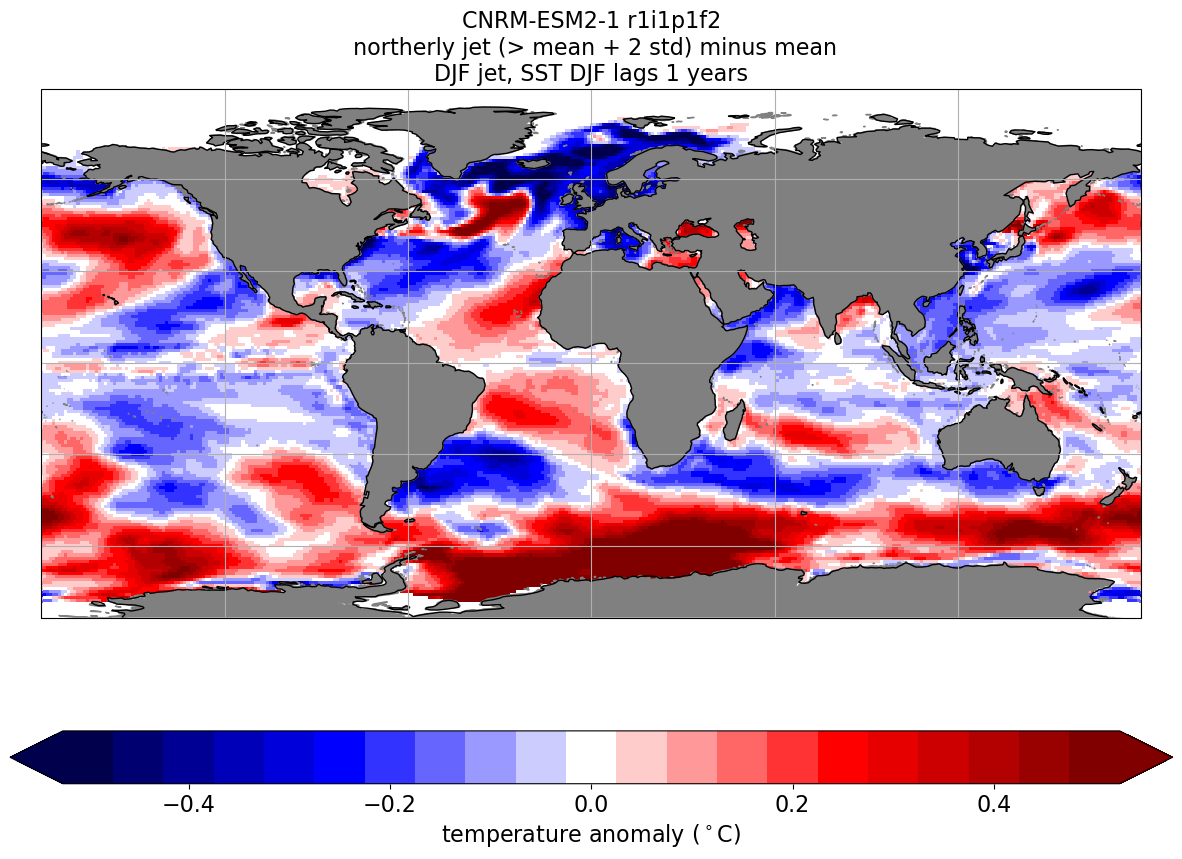 CNRM-ESM2-1 r1i1p1f2
northerly jet (> mean + 2 std) minus mean
DJF jet, SST DJF lags 1 years
−0.4 −0.2 0.0 0.2 0.4
temperature anomaly (°C)